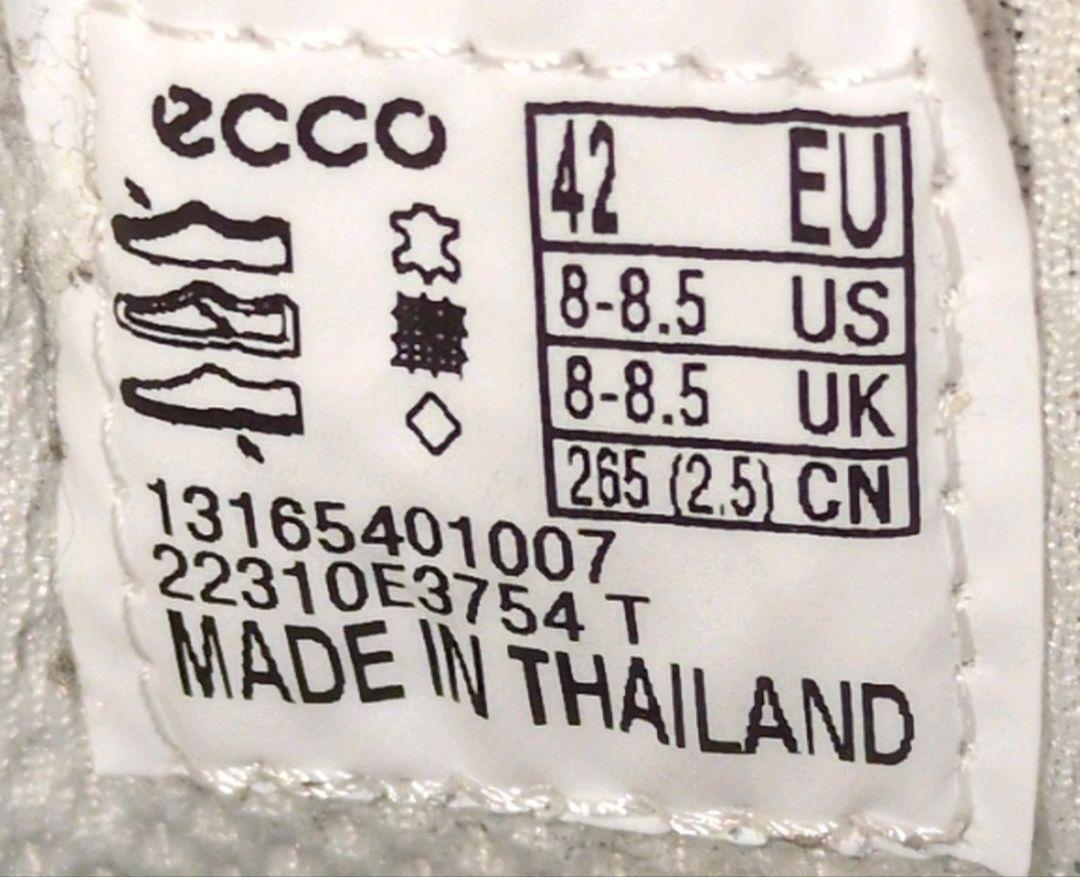 ecco
42 EU
8-8.5 US
8-8.5 UK
265 (2.5) CN
13165401007
22310E3754 T
MADE IN THAILAND